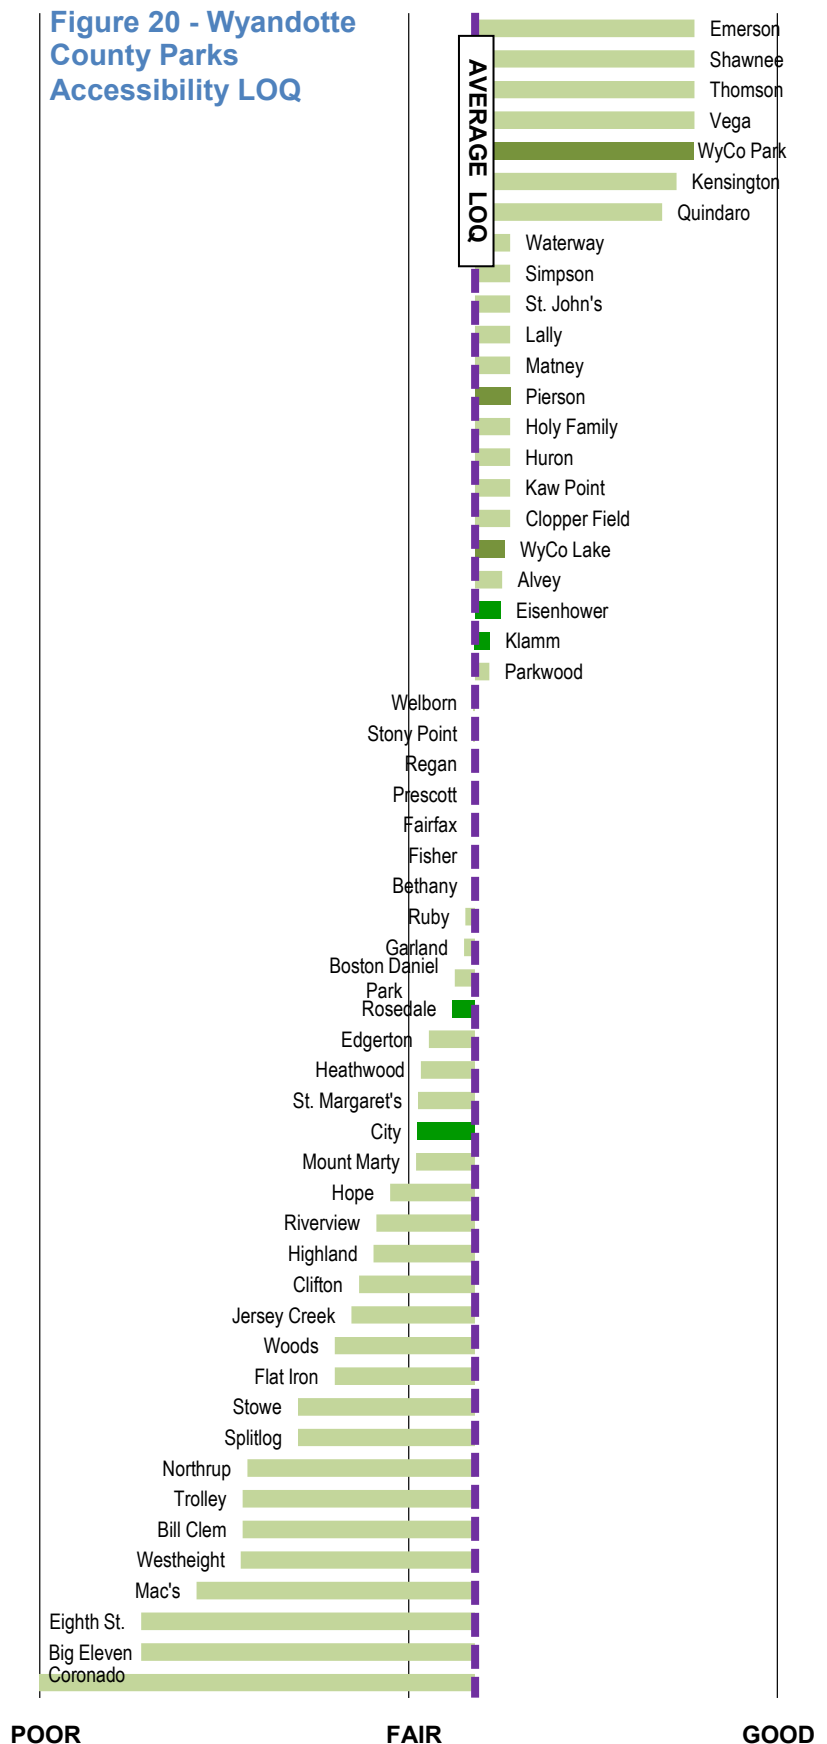 Figure 20 - Wyandotte
County Parks
Accessibility LOQ
AVERAGE LOQ
Emerson
Shawnee
Thomson
Vega
WyCo Park
Kensington
Quindaro
Waterway
Simpson
St. John's
Lally
Matney
Pierson
Holy Family
Huron
Kaw Point
Clopper Field
WyCo Lake
Alvey
Eisenhower
Klamm
Parkwood
Welborn
Stony Point
Regan
Prescott
Fairfax
Fisher
Bethany
Ruby
Garland
Boston Daniel
Park
Rosedale
Edgerton
Heathwood
St. Margaret's
City
Mount Marty
Hope
Riverview
Highland
Clifton
Jersey Creek
Woods
Flat Iron
Stowe
Splitlog
Northrup
Trolley
Bill Clem
Westheight
Mac's
Eighth St.
Big Eleven
Coronado
POOR FAIR GOOD